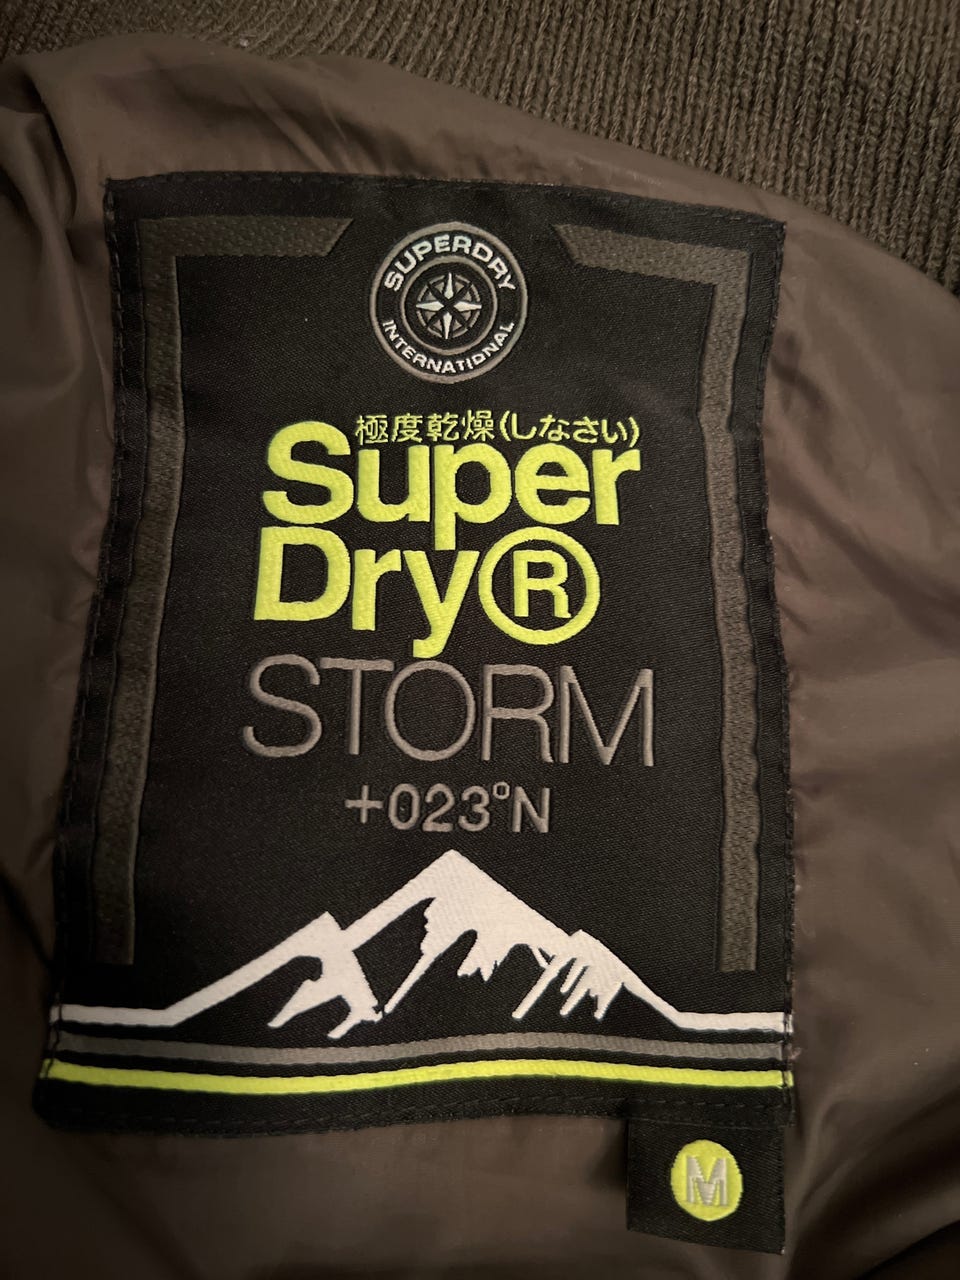 SUPERDRY
INTERNATIONAL
極度乾燥(しなさい)
Super
Dry®
STORM
+023°N
M